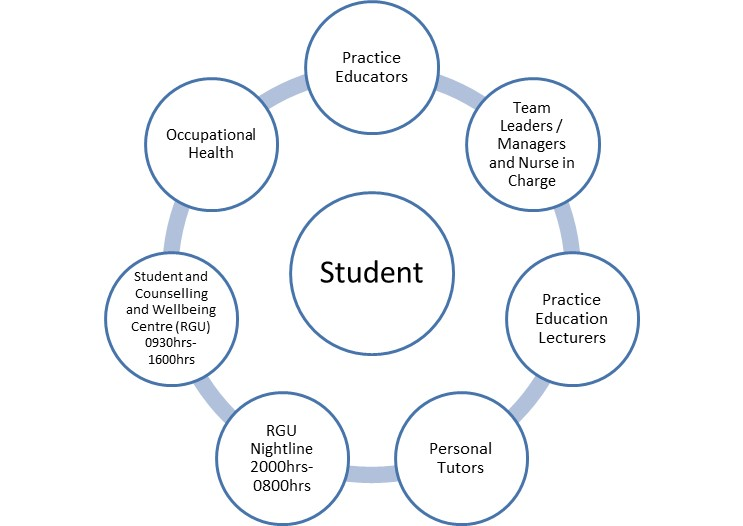 Practice
Educators
Team
Leaders /
Managers
and Nurse in
Charge
Practice
Education
Lecturers
Personal
Tutors
RGU
Nightline
2000hrs-
0800hrs
Student and
Counselling
and Wellbeing
Centre (RGU)
0930hrs-
1600hrs
Occupational
Health
Student